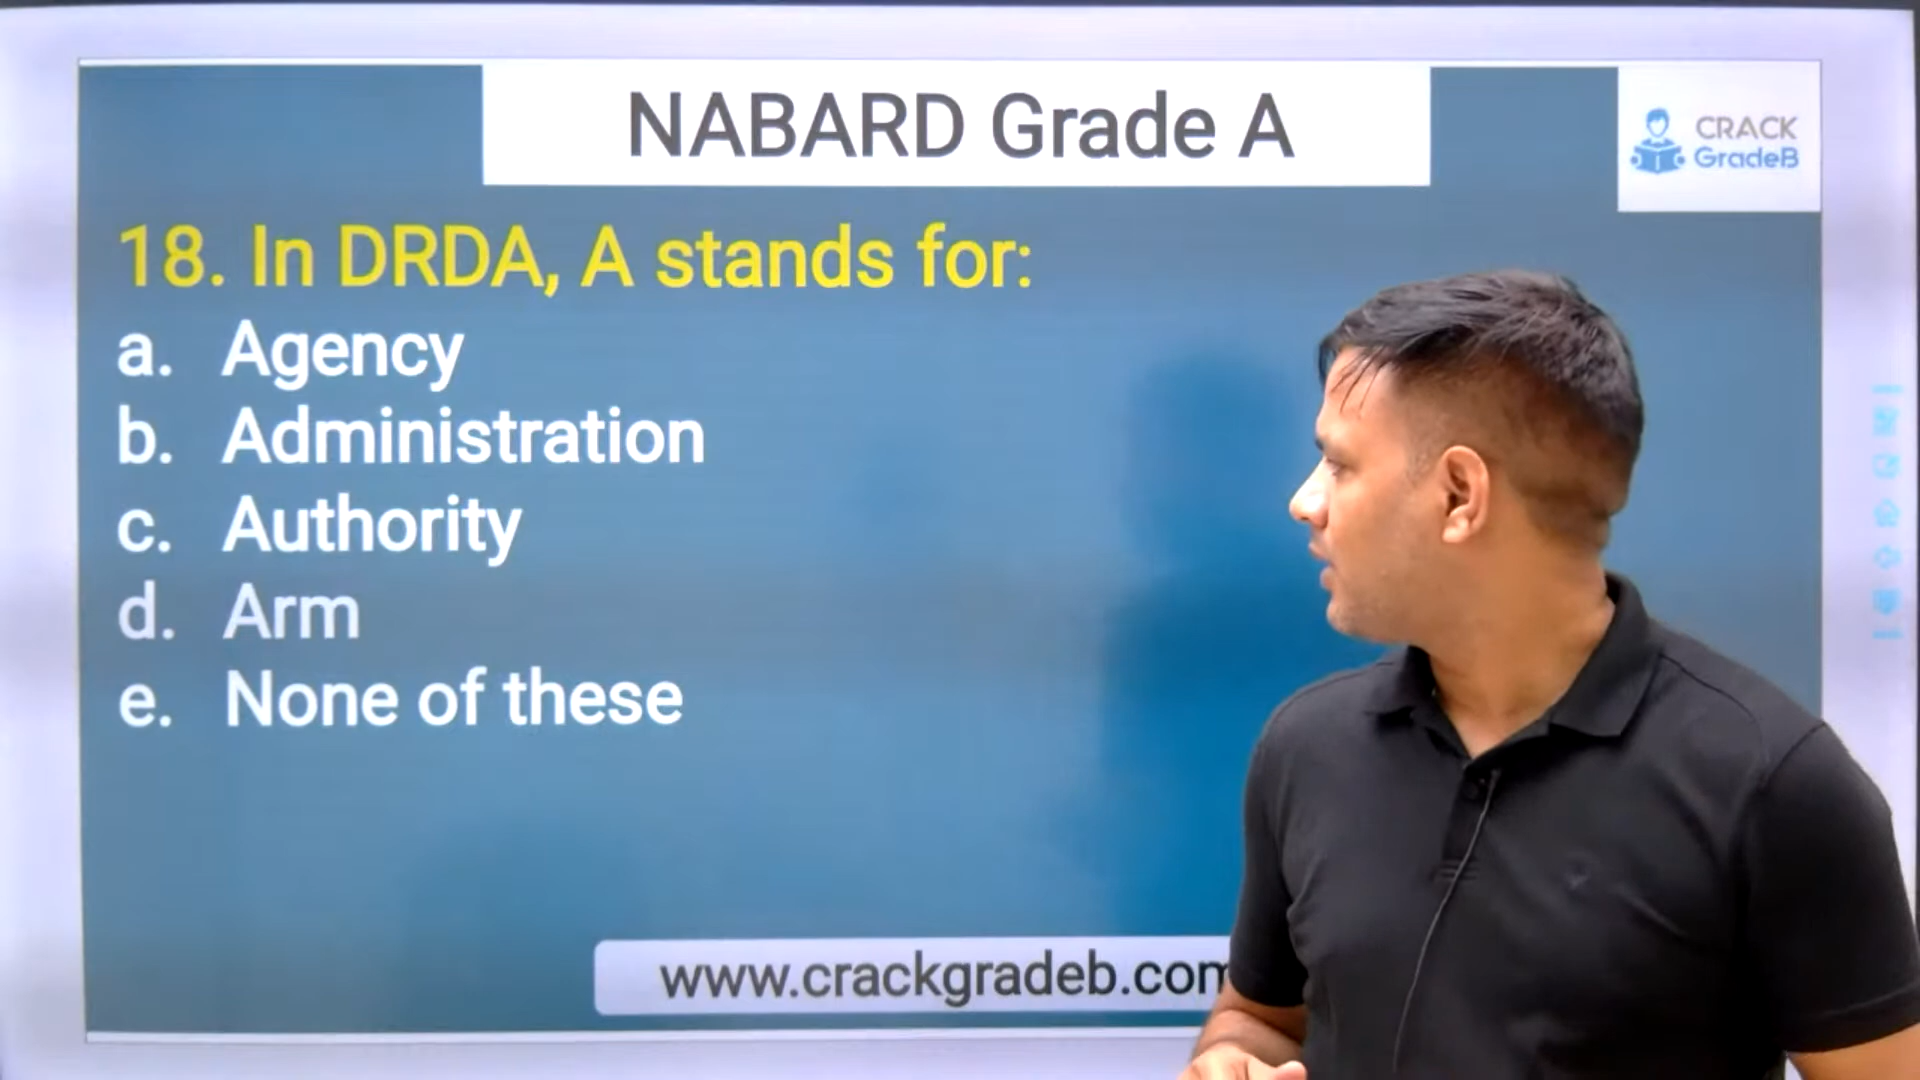 NABARD Grade A
CRACK
GradeB
18. In DRDA, A stands for:
a. Agency
b. Administration
c. Authority
d. Arm
e. None of these
www.crackgradeb.com